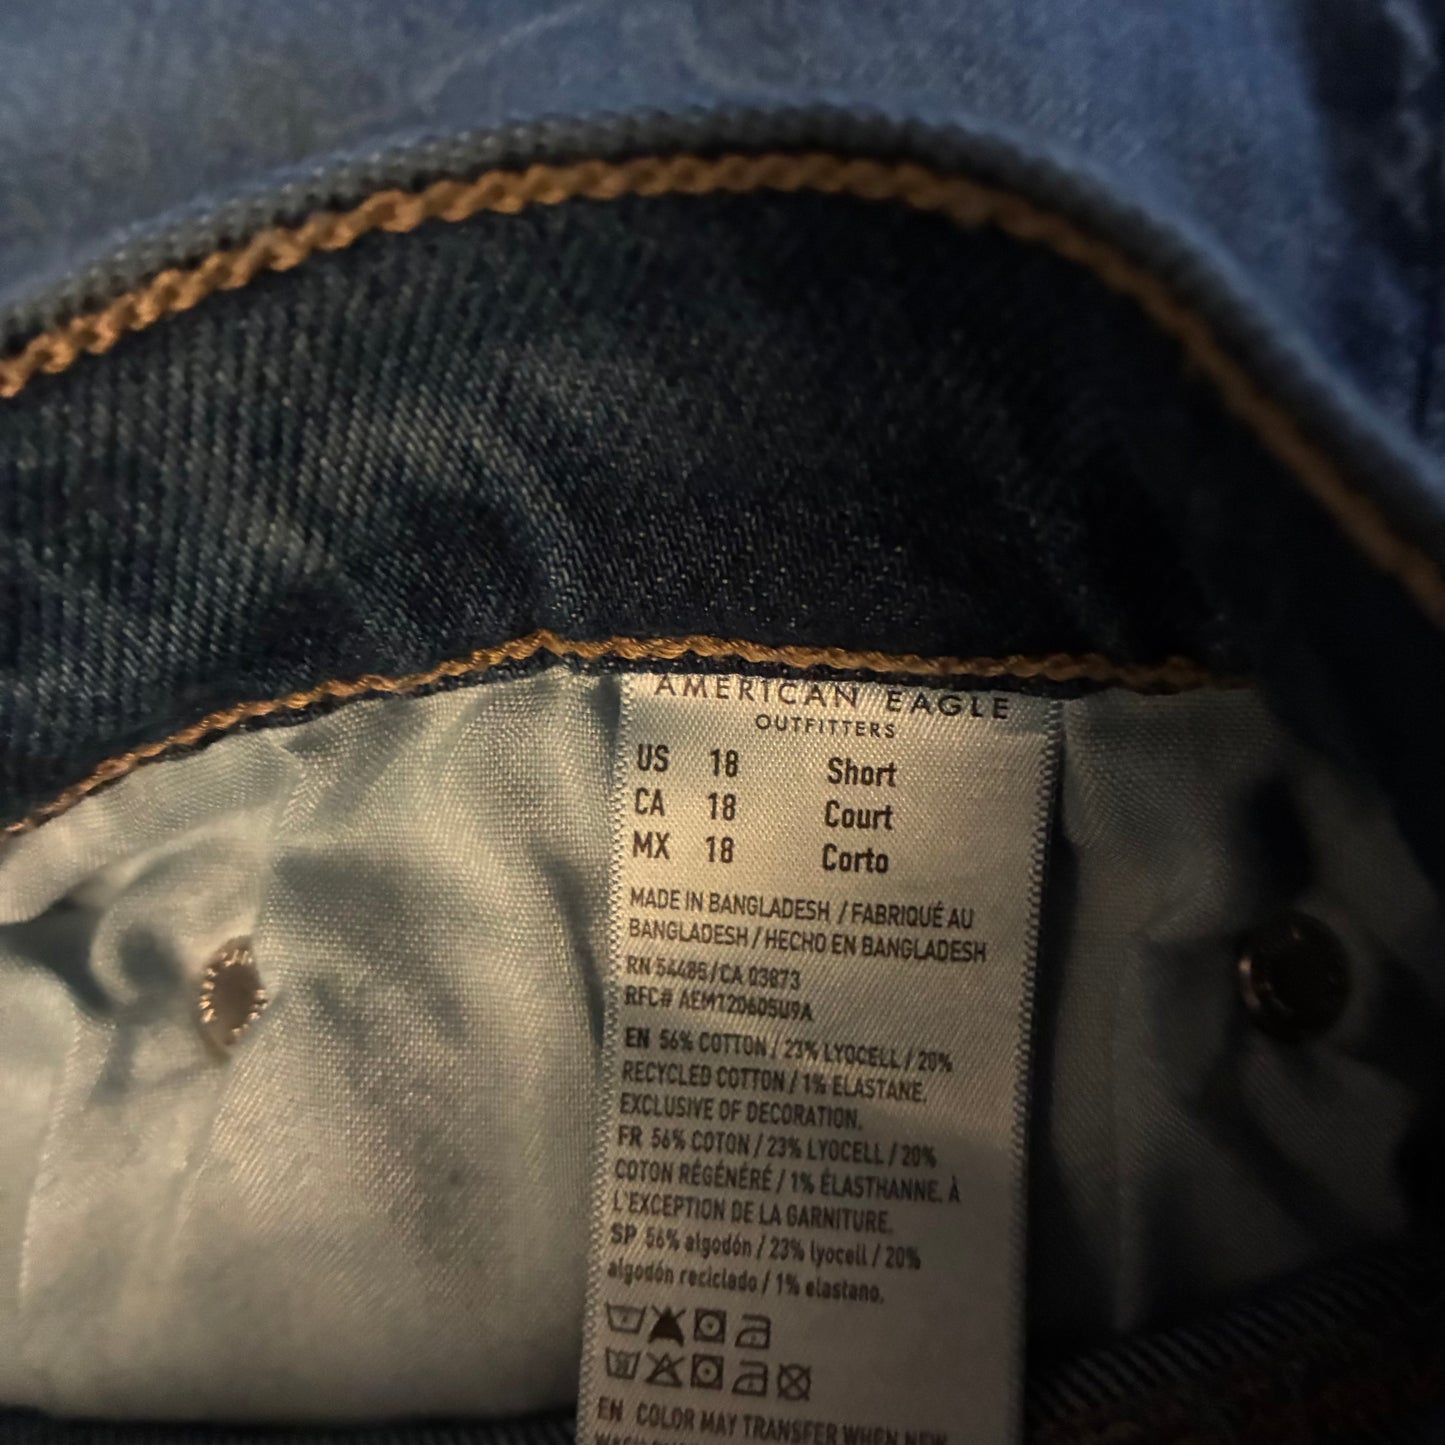 AMERICAN EAGLE
OUTFITTERS
US 18 Short
CA 18 Court
MX 18 Corto
MADE IN BANGLADESH / FABRIQUÉ AU
BANGLADESH / HECHO EN BANGLADESH
RN 54485/CA 03873
RFC# AEM120605U9A
EN 56% COTTON / 23% LYOCELL / 20%
RECYCLED COTTON / 1% ELASTANE,
EXCLUSIVE OF DECORATION.
FR 56% COTON / 23% LYOCELL / 20%
COTON RÉGÉNÉRÉ / 1% ÉLASTHANNE, À
L'EXCEPTION DE LA GARNITURE.
SP 56% algodón / 23% lyocell / 20%
algodón reciclado / 1% elastano.
EN COLOR MAY TRANSFER WHEN NEW